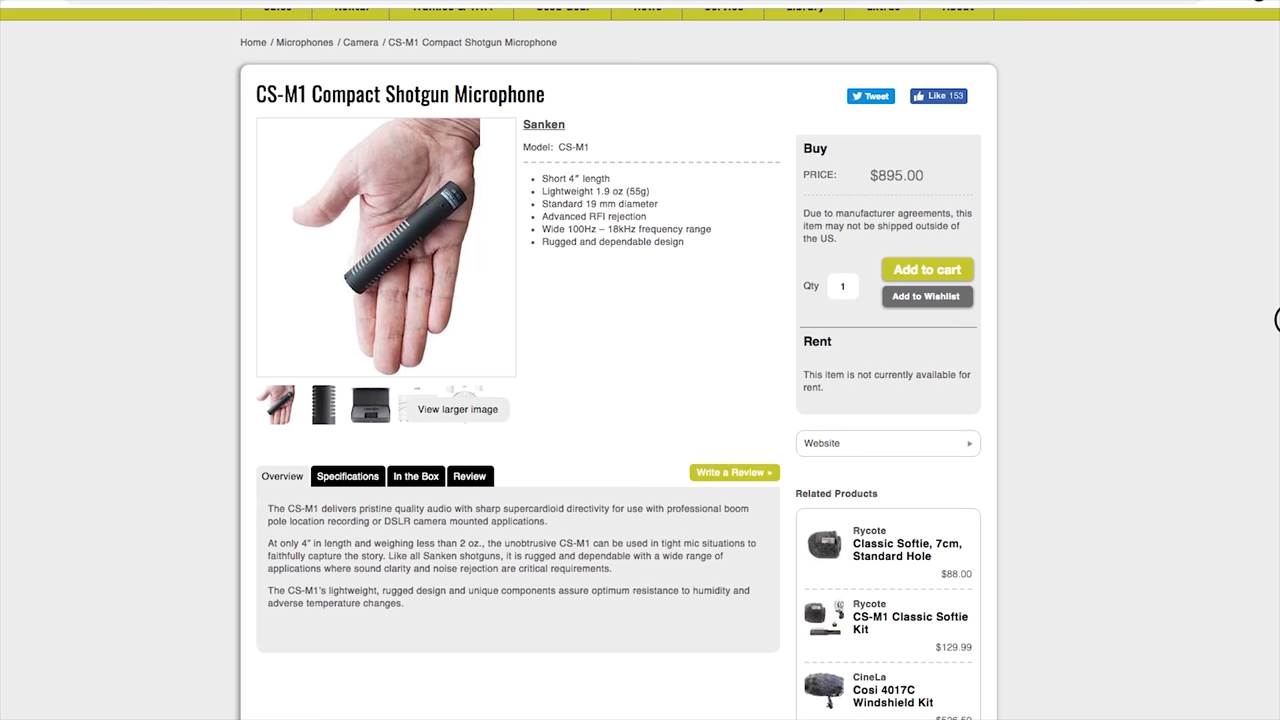 Home / Microphones / Camera / CS-M1 Compact Shotgun Microphone
CS-M1 Compact Shotgun Microphone
Tweet
Like 153
Sanken
Model: CS-M1
Short 4″ length
Lightweight 1.9 oz (55g)
Standard 19 mm diameter
Advanced RFI rejection
Wide 100Hz – 18kHz frequency range
Rugged and dependable design
View larger image
Buy
PRICE: $895.00
Due to manufacturer agreements, this
item may not be shipped outside of
the US.
Qty 1
Add to cart
Add to Wishlist
Rent
This item is not currently available for
rent.
Website
Overview
Specifications
In the Box
Review
Write a Review »
The CS-M1 delivers pristine quality audio with sharp supercardioid directivity for use with professional boom
pole location recording or DSLR camera mounted applications.
At only 4" in length and weighing less than 2 oz., the unobtrusive CS-M1 can be used in tight mic situations to
faithfully capture the story. Like all Sanken shotguns, it is rugged and dependable with a wide range of
applications where sound clarity and noise rejection are critical requirements.
The CS-M1's lightweight, rugged design and unique components assure optimum resistance to humidity and
adverse temperature changes.
Related Products
Rycote
Classic Softie, 7cm,
Standard Hole
$88.00
Rycote
CS-M1 Classic Softie
Kit
$129.99
CineLa
Cosi 4017C
Windshield Kit